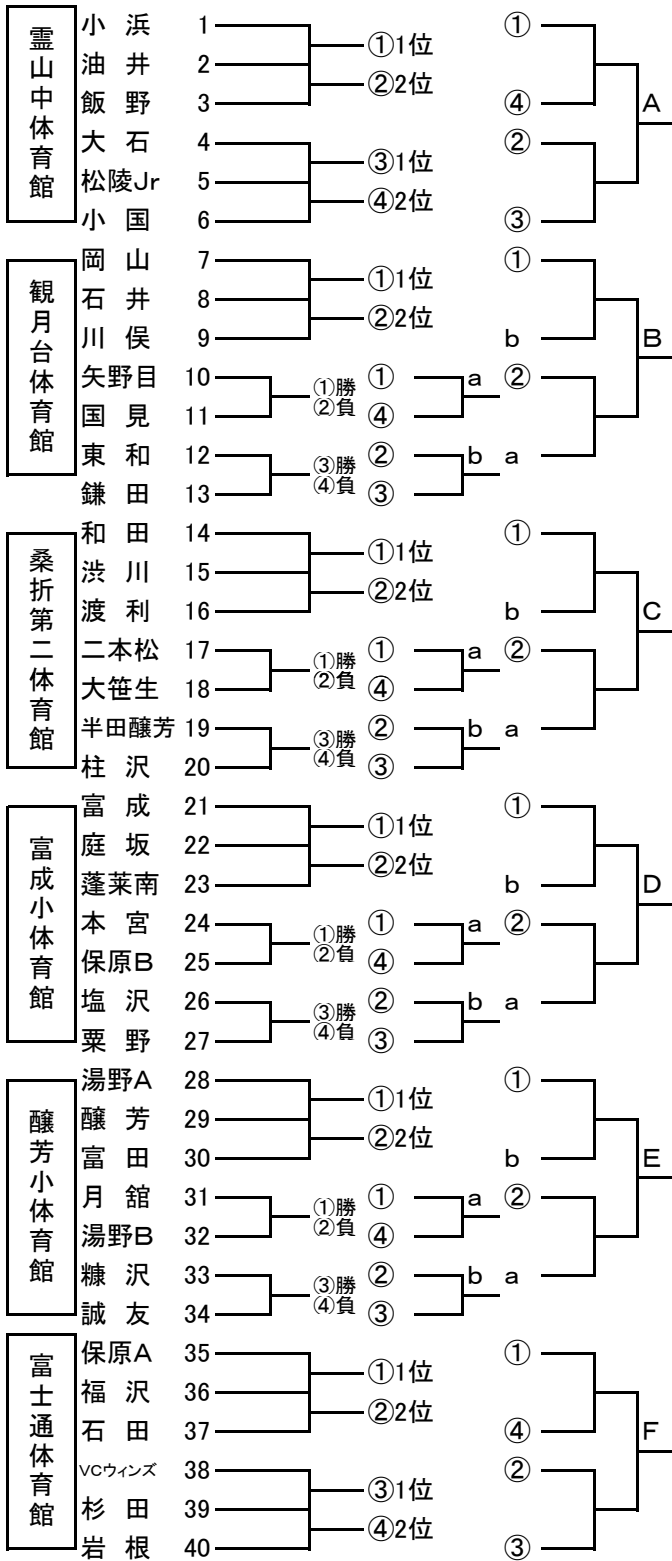 霊山中体育館
小浜 1 ①
①1位
油井 2
②2位
飯野 3 ④ A
大石 4 ②
③1位
松陵Jr 5
④2位
小国 6 ③
観月台体育館
岡山 7 ①
①1位
石井 8
②2位
川俣 9 b B
矢野目 10 ① a ②
①勝
②負
国見 11 ④
東和 12 ② b a
③勝
④負
鎌田 13 ③
桑折第二体育館
和田 14 ①
①1位
渋川 15
②2位
渡利 16 b C
二本松 17 ① a ②
①勝
②負
大笹生 18 ④
半田醸芳 19 ② b a
③勝
④負
柱沢 20 ③
富成小体育館
富成 21 ①
①1位
庭坂 22
②2位
蓬莱南 23 b D
本宮 24 ① a ②
①勝
②負
保原B 25 ④
塩沢 26 ② b a
③勝
④負
粟野 27 ③
醸芳小体育館
湯野A 28 ①
①1位
醸芳 29
②2位
富田 30 b E
月舘 31 ① a ②
①勝
②負
湯野B 32 ④
糠沢 33 ② b a
③勝
④負
誠友 34 ③
富士通体育館
保原A 35 ①
①1位
福沢 36
②2位
石田 37 ④ F
VCウィンズ 38 ②
③1位
杉田 39
④2位
岩根 40 ③